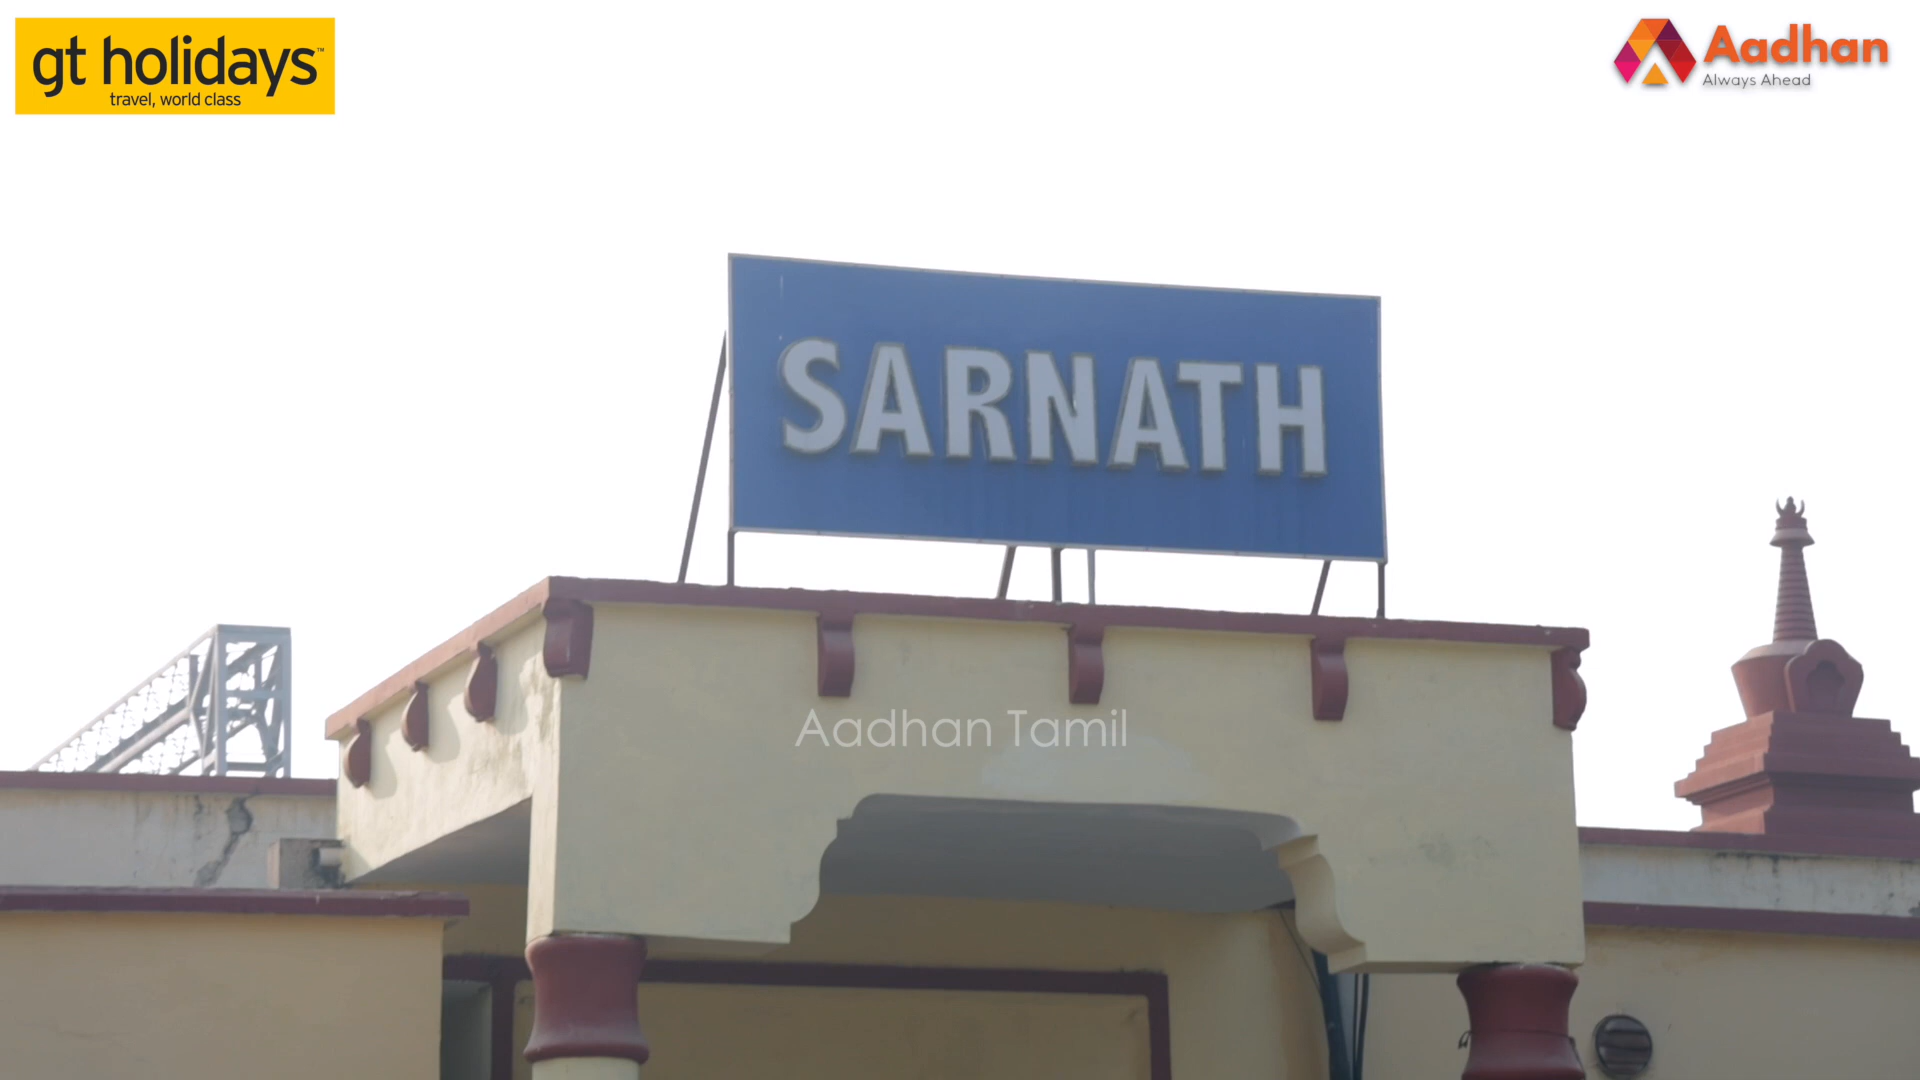 gt holidays™
travel, world class
Aadhan
Always Ahead
SARNATH
Aadhan Tamil